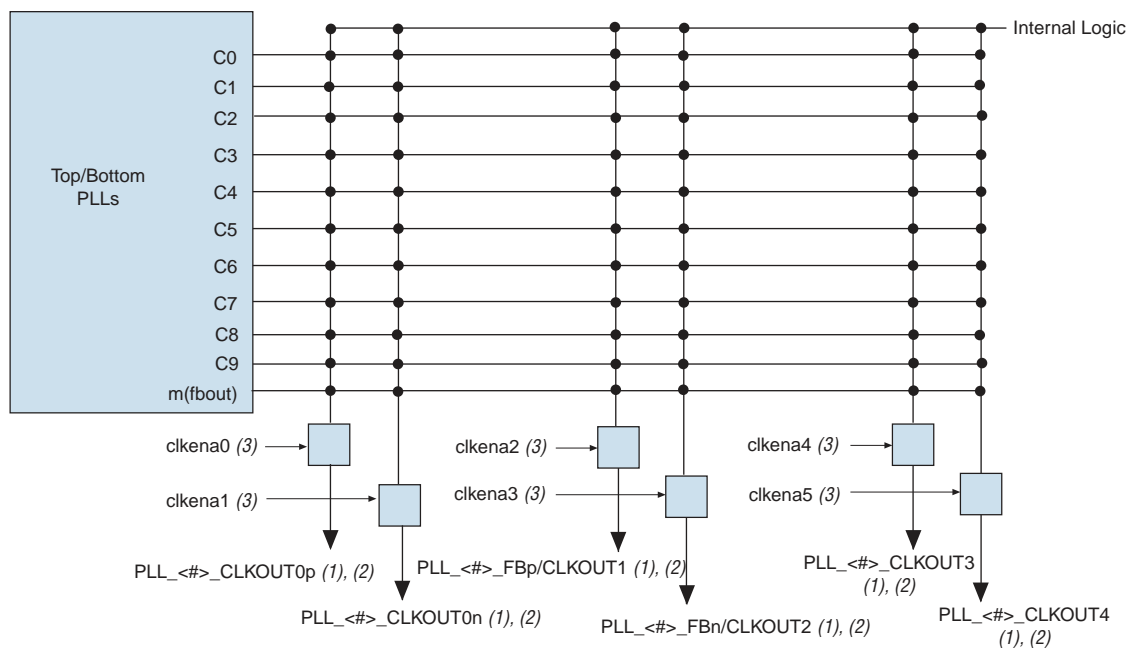 Internal Logic
C0
C1
C2
C3
Top/Bottom
PLLs
C4
C5
C6
C7
C8
C9
m(fbout)
clkena0 (3)
clkena2 (3)
clkena4 (3)
clkena1 (3)
clkena3 (3)
clkena5 (3)
PLL_<#>_CLKOUT0p (1), (2)
PLL_<#>_FBp/CLKOUT1 (1), (2)
PLL_<#>_CLKOUT3
(1), (2)
PLL_<#>_CLKOUT0n (1), (2)
PLL_<#>_FBn/CLKOUT2 (1), (2)
PLL_<#>_CLKOUT4
(1), (2)